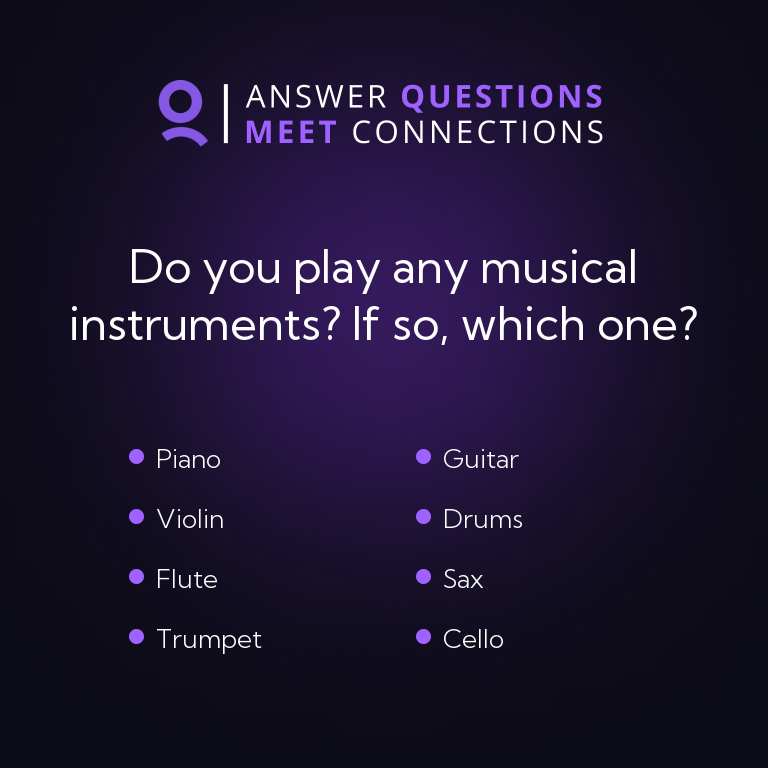 ANSWER QUESTIONS
MEET CONNECTIONS
Do you play any musical
instruments? If so, which one?
Piano
Guitar
Violin
Drums
Flute
Sax
Trumpet
Cello